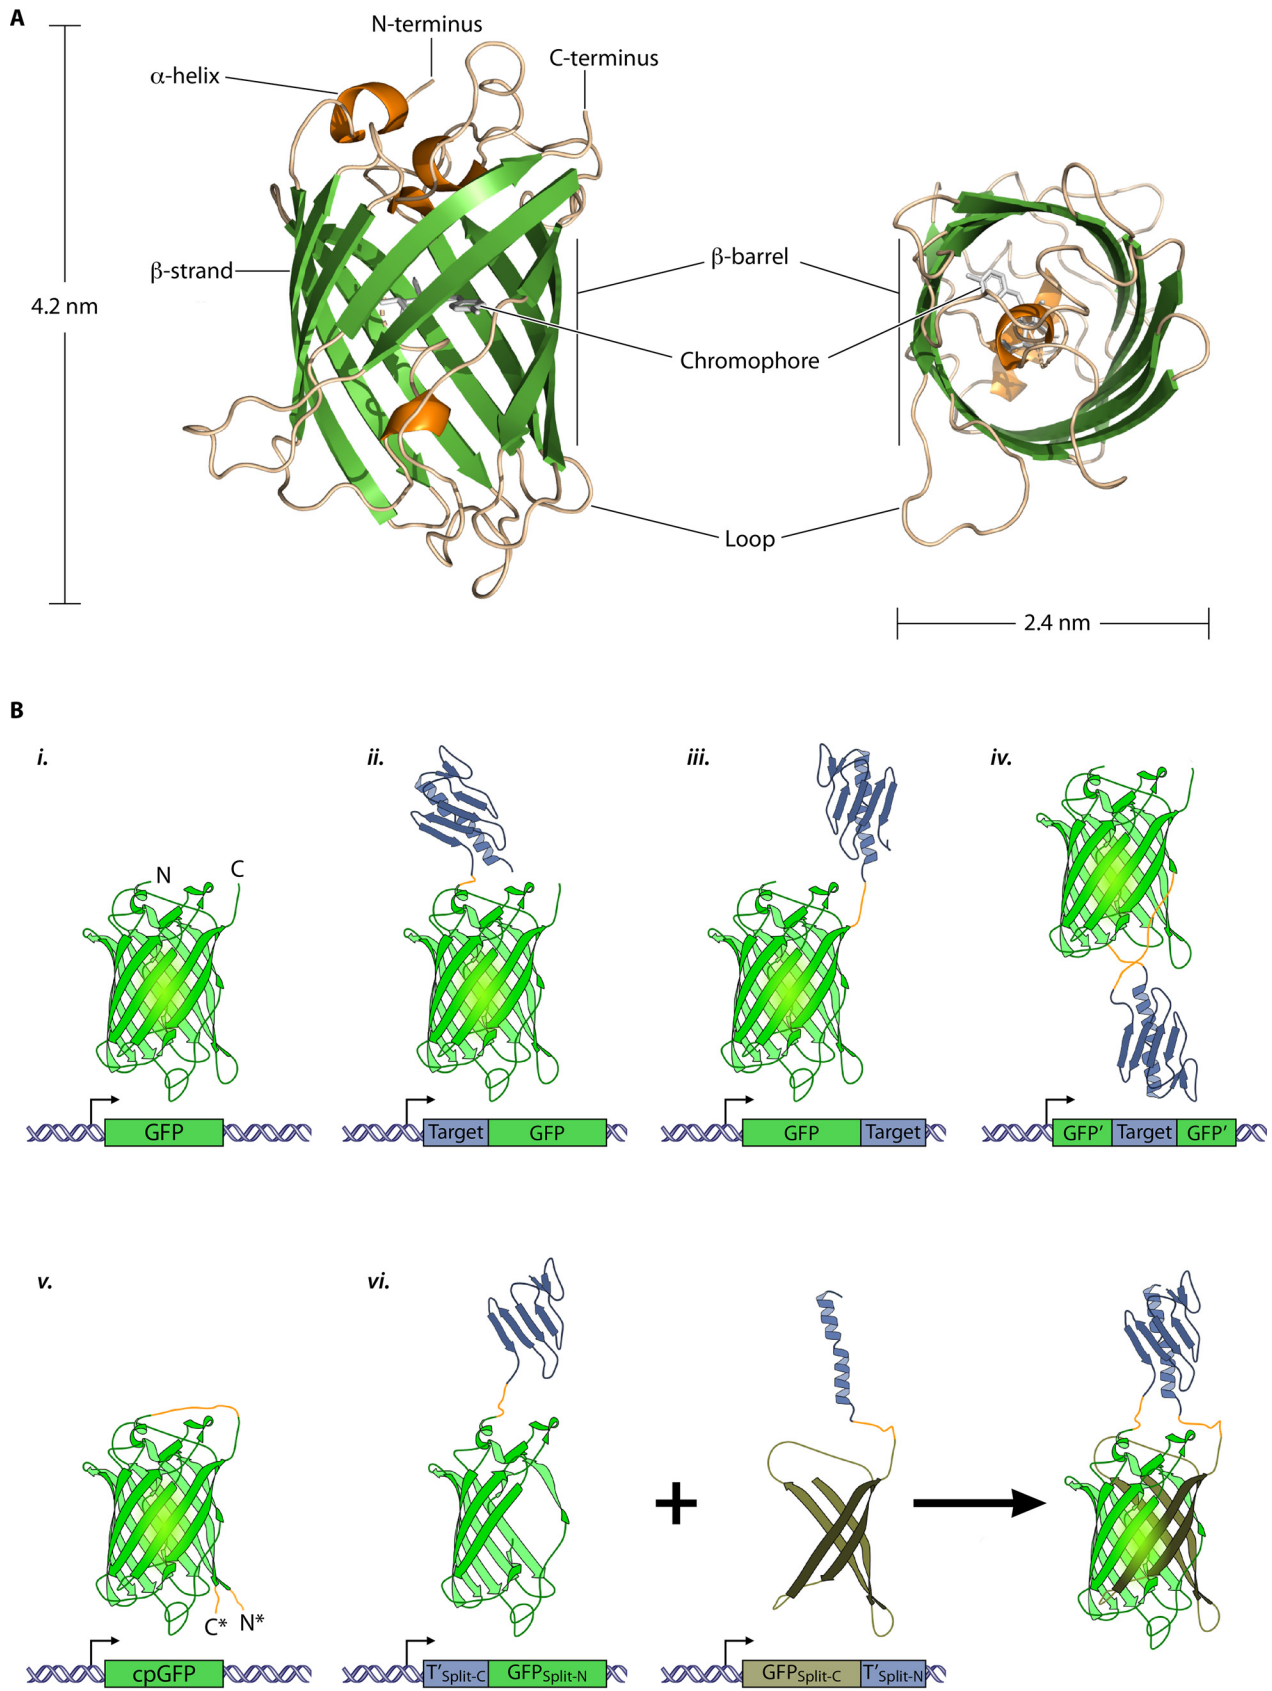 A
N-terminus
C-terminus
α-helix
β-strand
β-barrel
4.2 nm
Chromophore
Loop
2.4 nm
B
i.
ii.
iii.
iv.
N
C
GFP
Target GFP
GFP Target
GFP′ Target GFP′
v.
vi.
C* N*
cpGFP
T′Split-C GFPSplit-N
+
GFPSplit-C T′Split-N